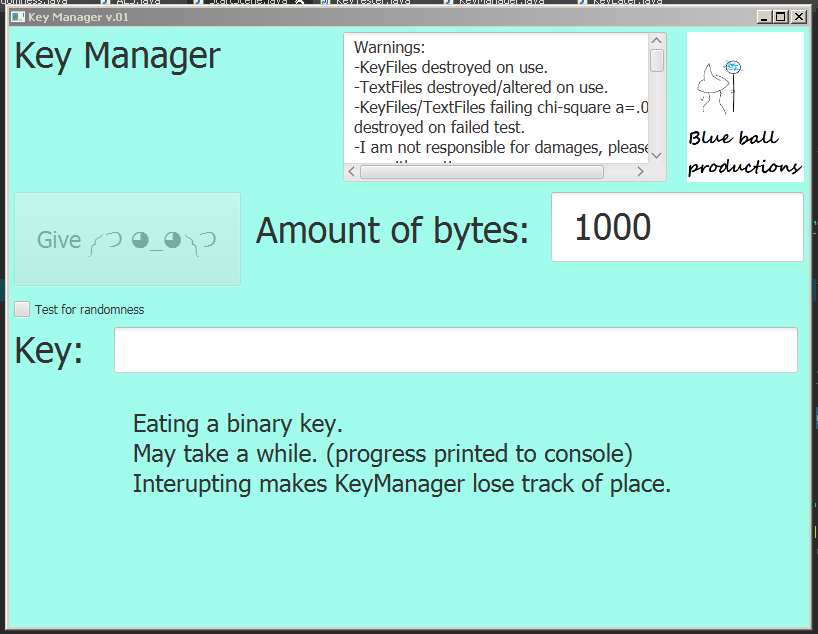 Key Manager v.01
Key Manager
Warnings:
-KeyFiles destroyed on use.
-TextFiles destroyed/altered on use.
-KeyFiles/TextFiles failing chi-square a=.0
destroyed on failed test.
-I am not responsible for damages, please
Blue ball
productions
Give ༼つ ◕_◕ ༽つ
Amount of bytes:
1000
Test for randomness
Key:
Eating a binary key.
May take a while. (progress printed to console)
Interupting makes KeyManager lose track of place.